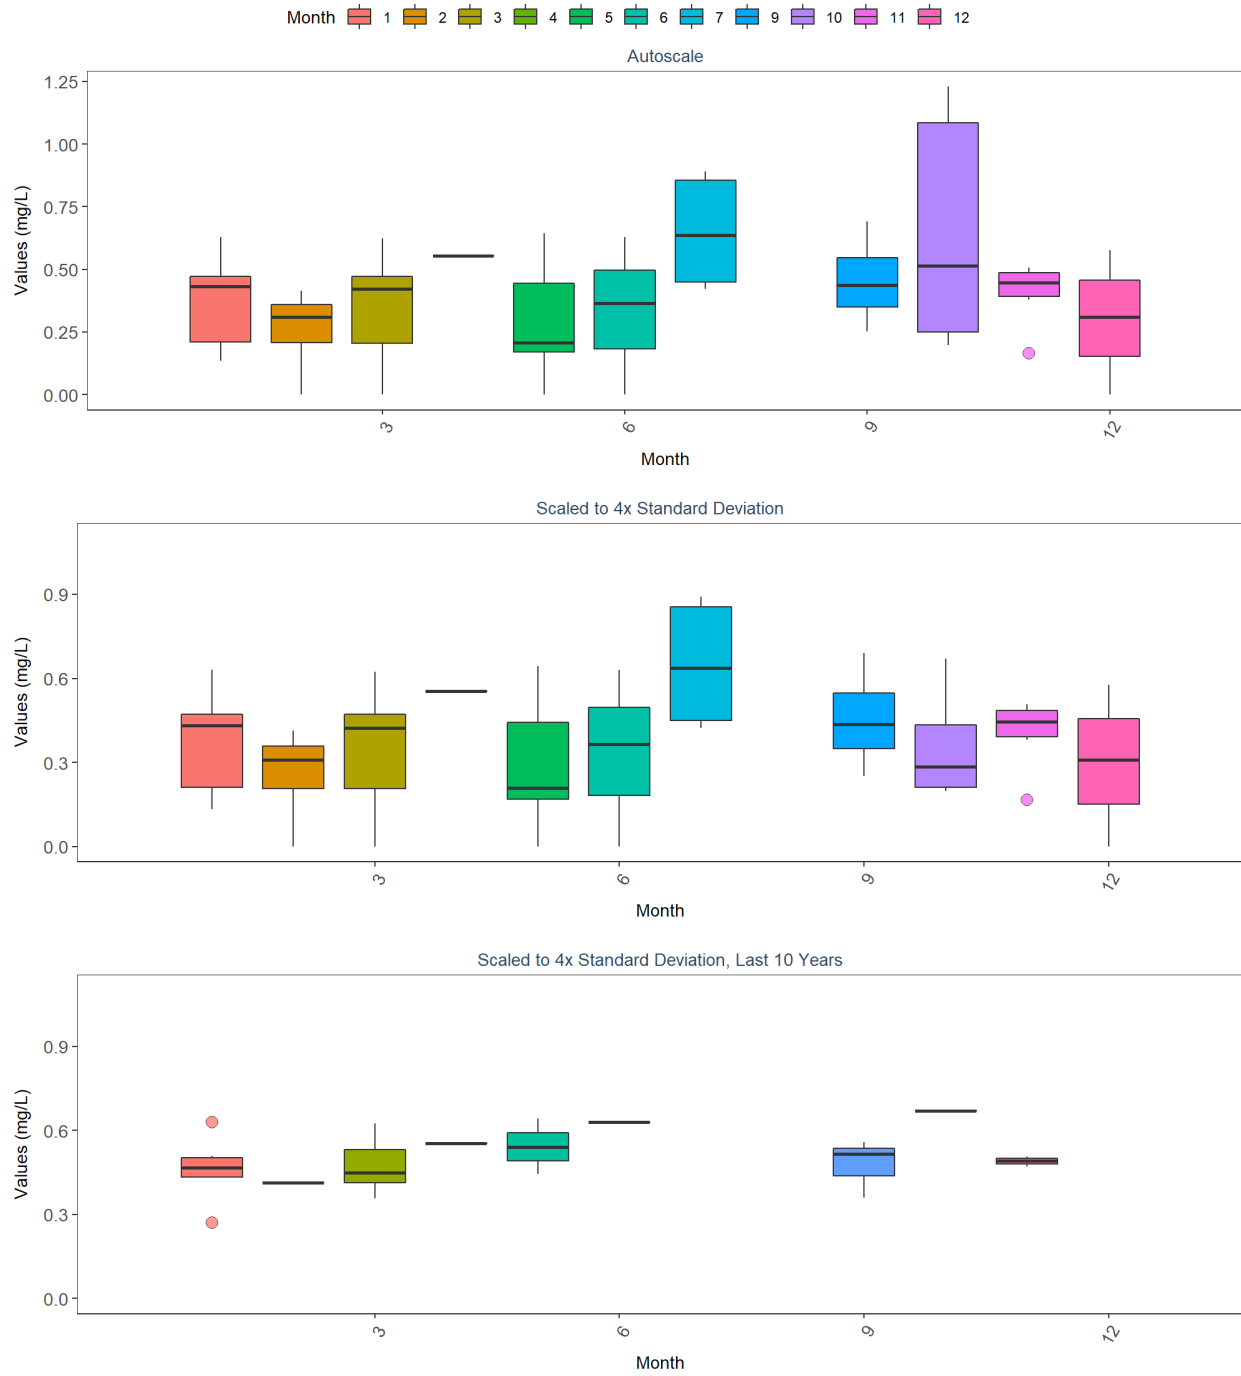 Month 1 2 3 4 5 6 7 9 10 11 12
Autoscale
Values (mg/L)
1.25
1.00
0.75
0.50
0.25
0.00
3 6 9 12
Month
Scaled to 4x Standard Deviation
Values (mg/L)
0.9
0.6
0.3
0.0
3 6 9 12
Month
Scaled to 4x Standard Deviation, Last 10 Years
Values (mg/L)
0.9
0.6
0.3
0.0
3 6 9 12
Month